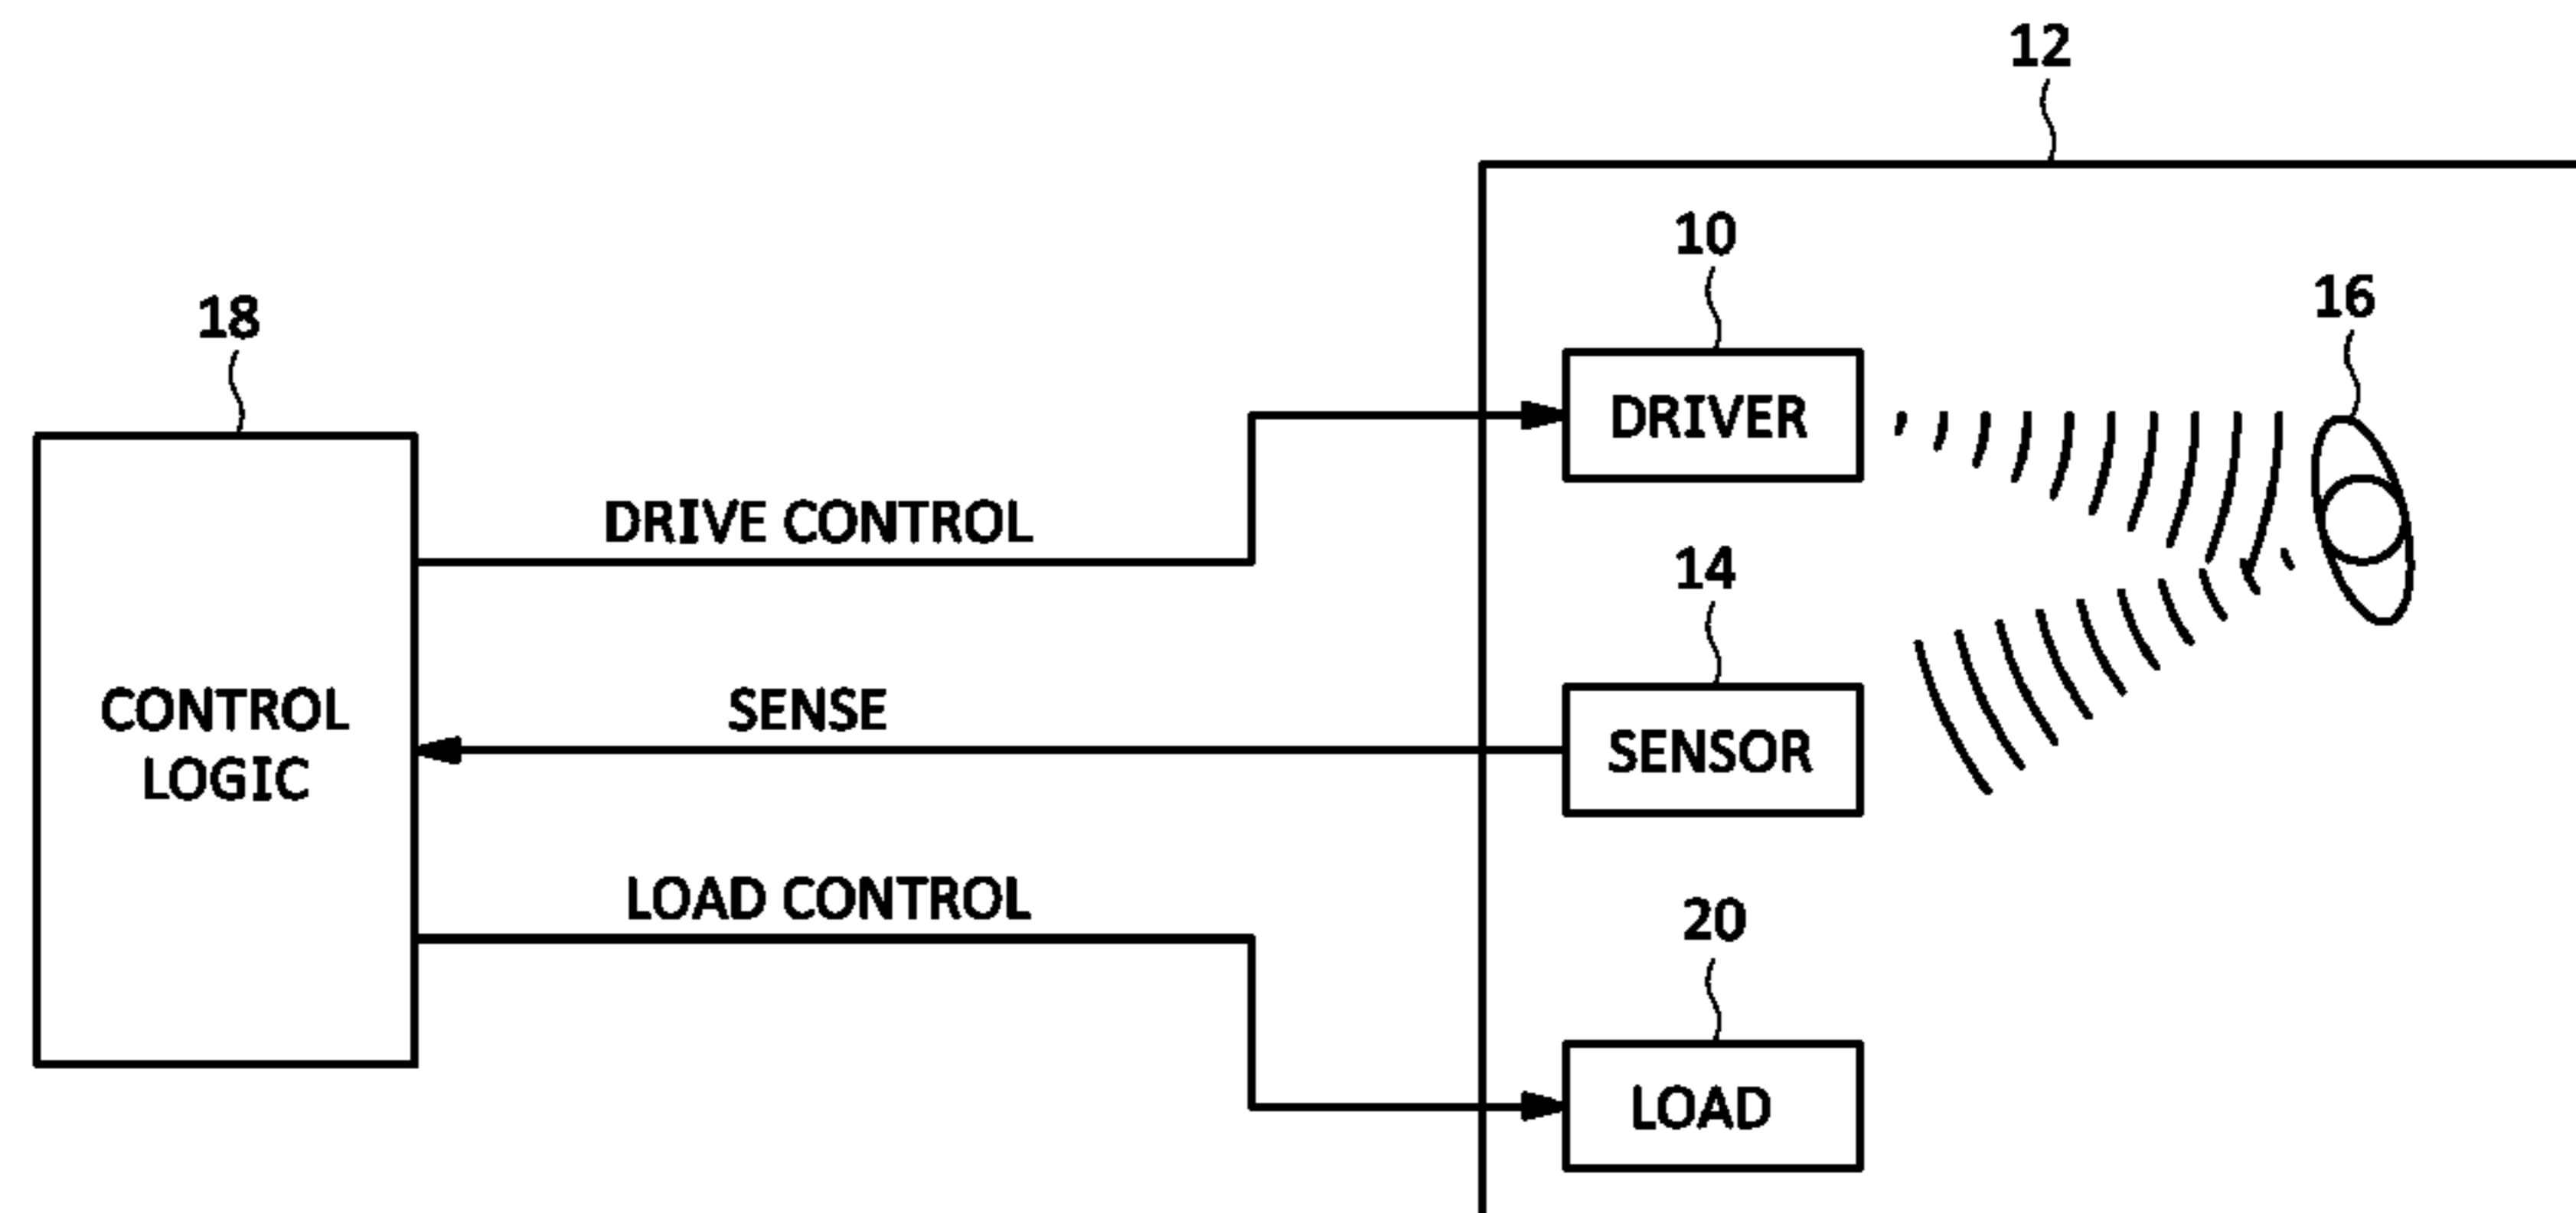 12
10
16
18
DRIVER
DRIVE CONTROL
14
CONTROL
LOGIC
SENSE
SENSOR
LOAD CONTROL
20
LOAD